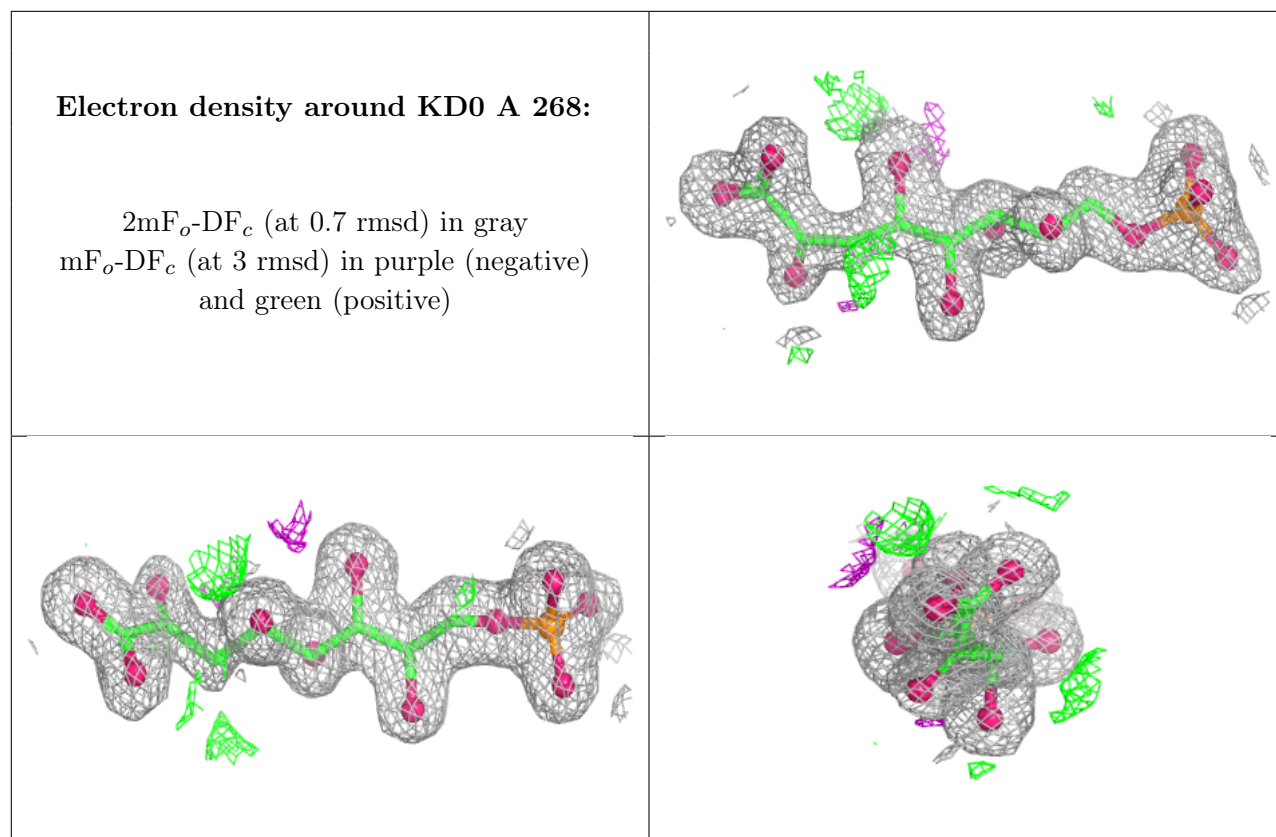 Electron density around KD0 A 268:
2mFo-DFc (at 0.7 rmsd) in gray
mFo-DFc (at 3 rmsd) in purple (negative)
and green (positive)